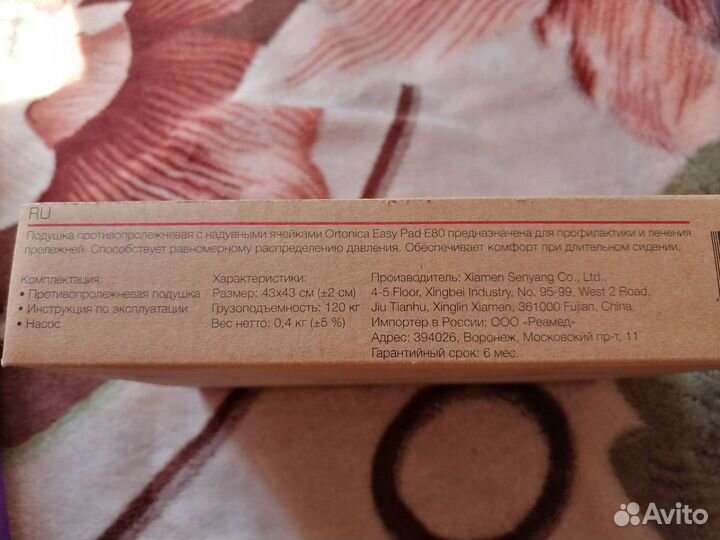 RU
Подушка противопролежневая с надувными ячейками Ortonica Easy Pad E80 предназначена для профилактики и лечения
пролежней. Способствует равномерному распределению давления. Обеспечивает комфорт при длительном сидении.
Комплектация:
• Противопролежневая подушка
• Инструкция по эксплуатации
• Насос
Характеристики:
Размер: 43x43 см (±2 см)
Грузоподъемность: 120 кг
Вес нетто: 0,4 кг (±5 %)
Производитель: Xiamen Senyang Co., Ltd.,
4-5 Floor, Xingbei Industry, No. 95-99, West 2 Road,
Jiu Tianhu, Xinglin Xiamen, 361000 Fujian, China
Импортер в России: ООО «Реамед»
Адрес: 394026, Воронеж, Московский пр-т, 11
Гарантийный срок: 6 мес.
Avito